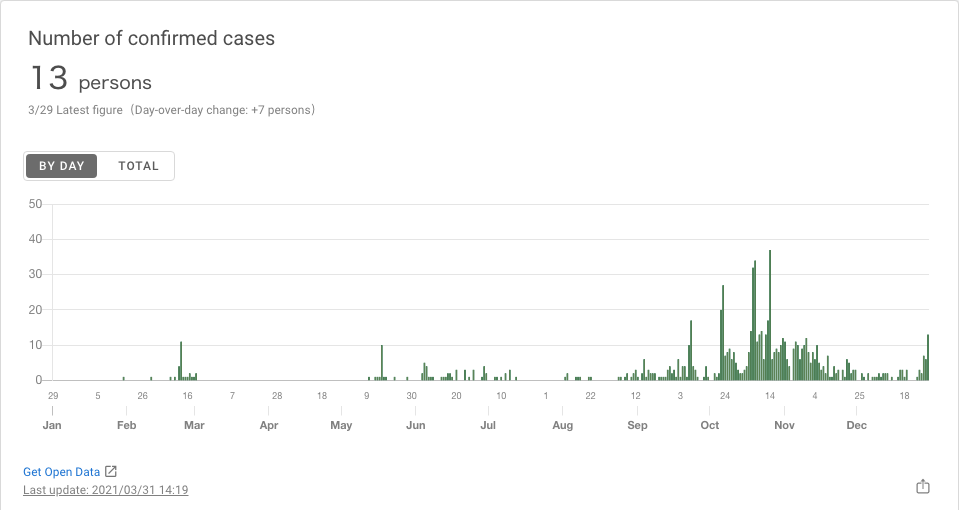 Number of confirmed cases
13 persons
3/29 Latest figure（Day-over-day change: +7 persons）
BY DAY TOTAL
50
40
30
20
10
0
29 5 26 16 7 28 18 9 30 20 10 1 22 12 3 24 14 4 25 18
Jan Feb Mar Apr May Jun Jul Aug Sep Oct Nov Dec
Get Open Data
Last update: 2021/03/31 14:19